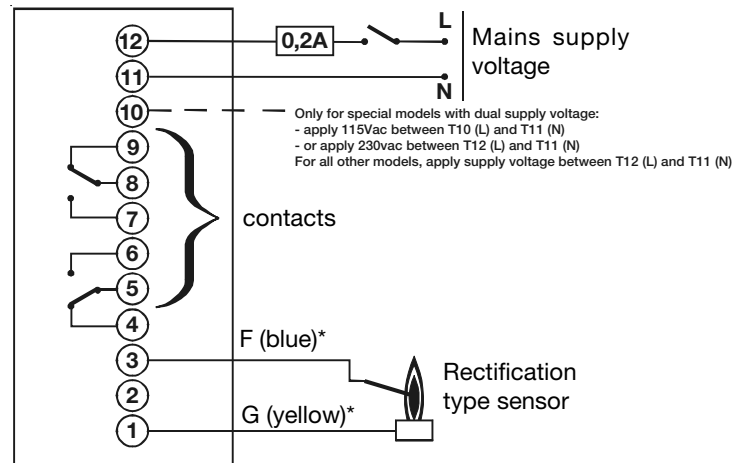 12
0,2A
L
Mains supply
voltage
11
N
10
Only for special models with dual supply voltage:
- apply 115Vac between T10 (L) and T11 (N)
- or apply 230vac between T12 (L) and T11 (N)
For all other models, apply supply voltage between T12 (L) and T11 (N)
9
8
7
contacts
6
5
4
F (blue)*
3
Rectification
type sensor
2
G (yellow)*
1